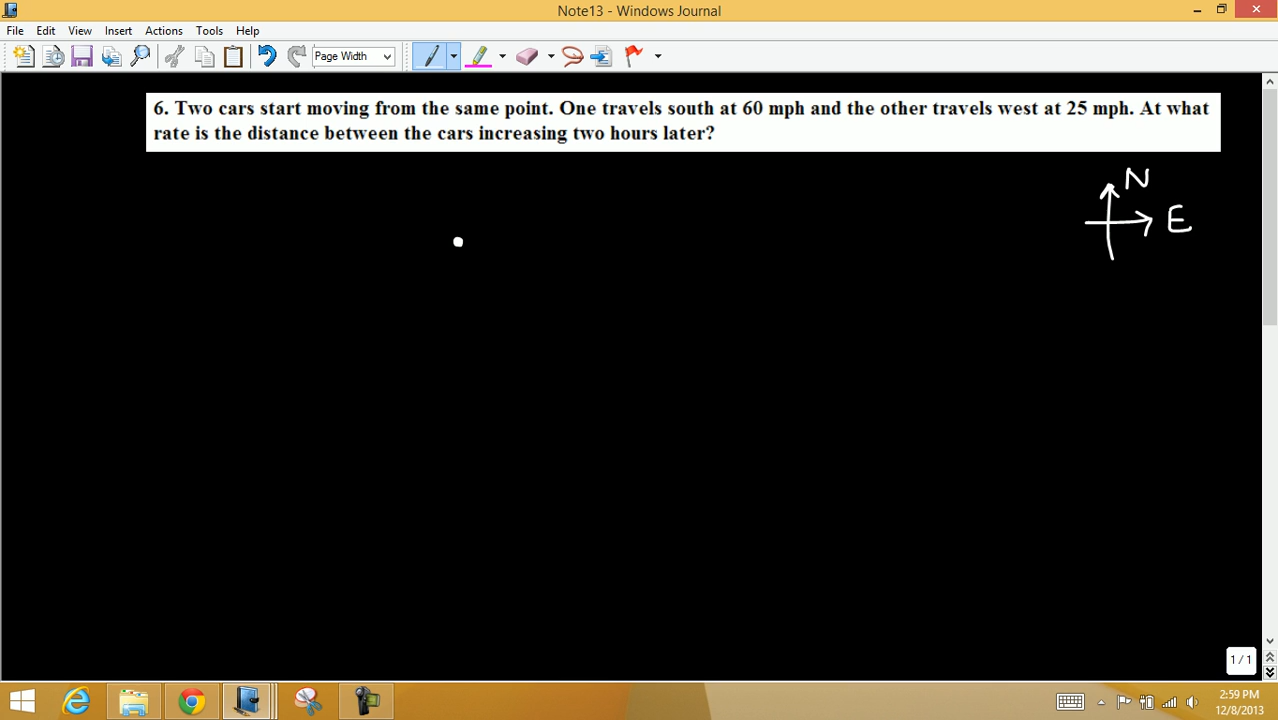 Note13 - Windows Journal
File Edit View Insert Actions Tools Help
Page Width
6. Two cars start moving from the same point. One travels south at 60 mph and the other travels west at 25 mph. At what
rate is the distance between the cars increasing two hours later?
N
E
1 / 1
2:59 PM
12/8/2013